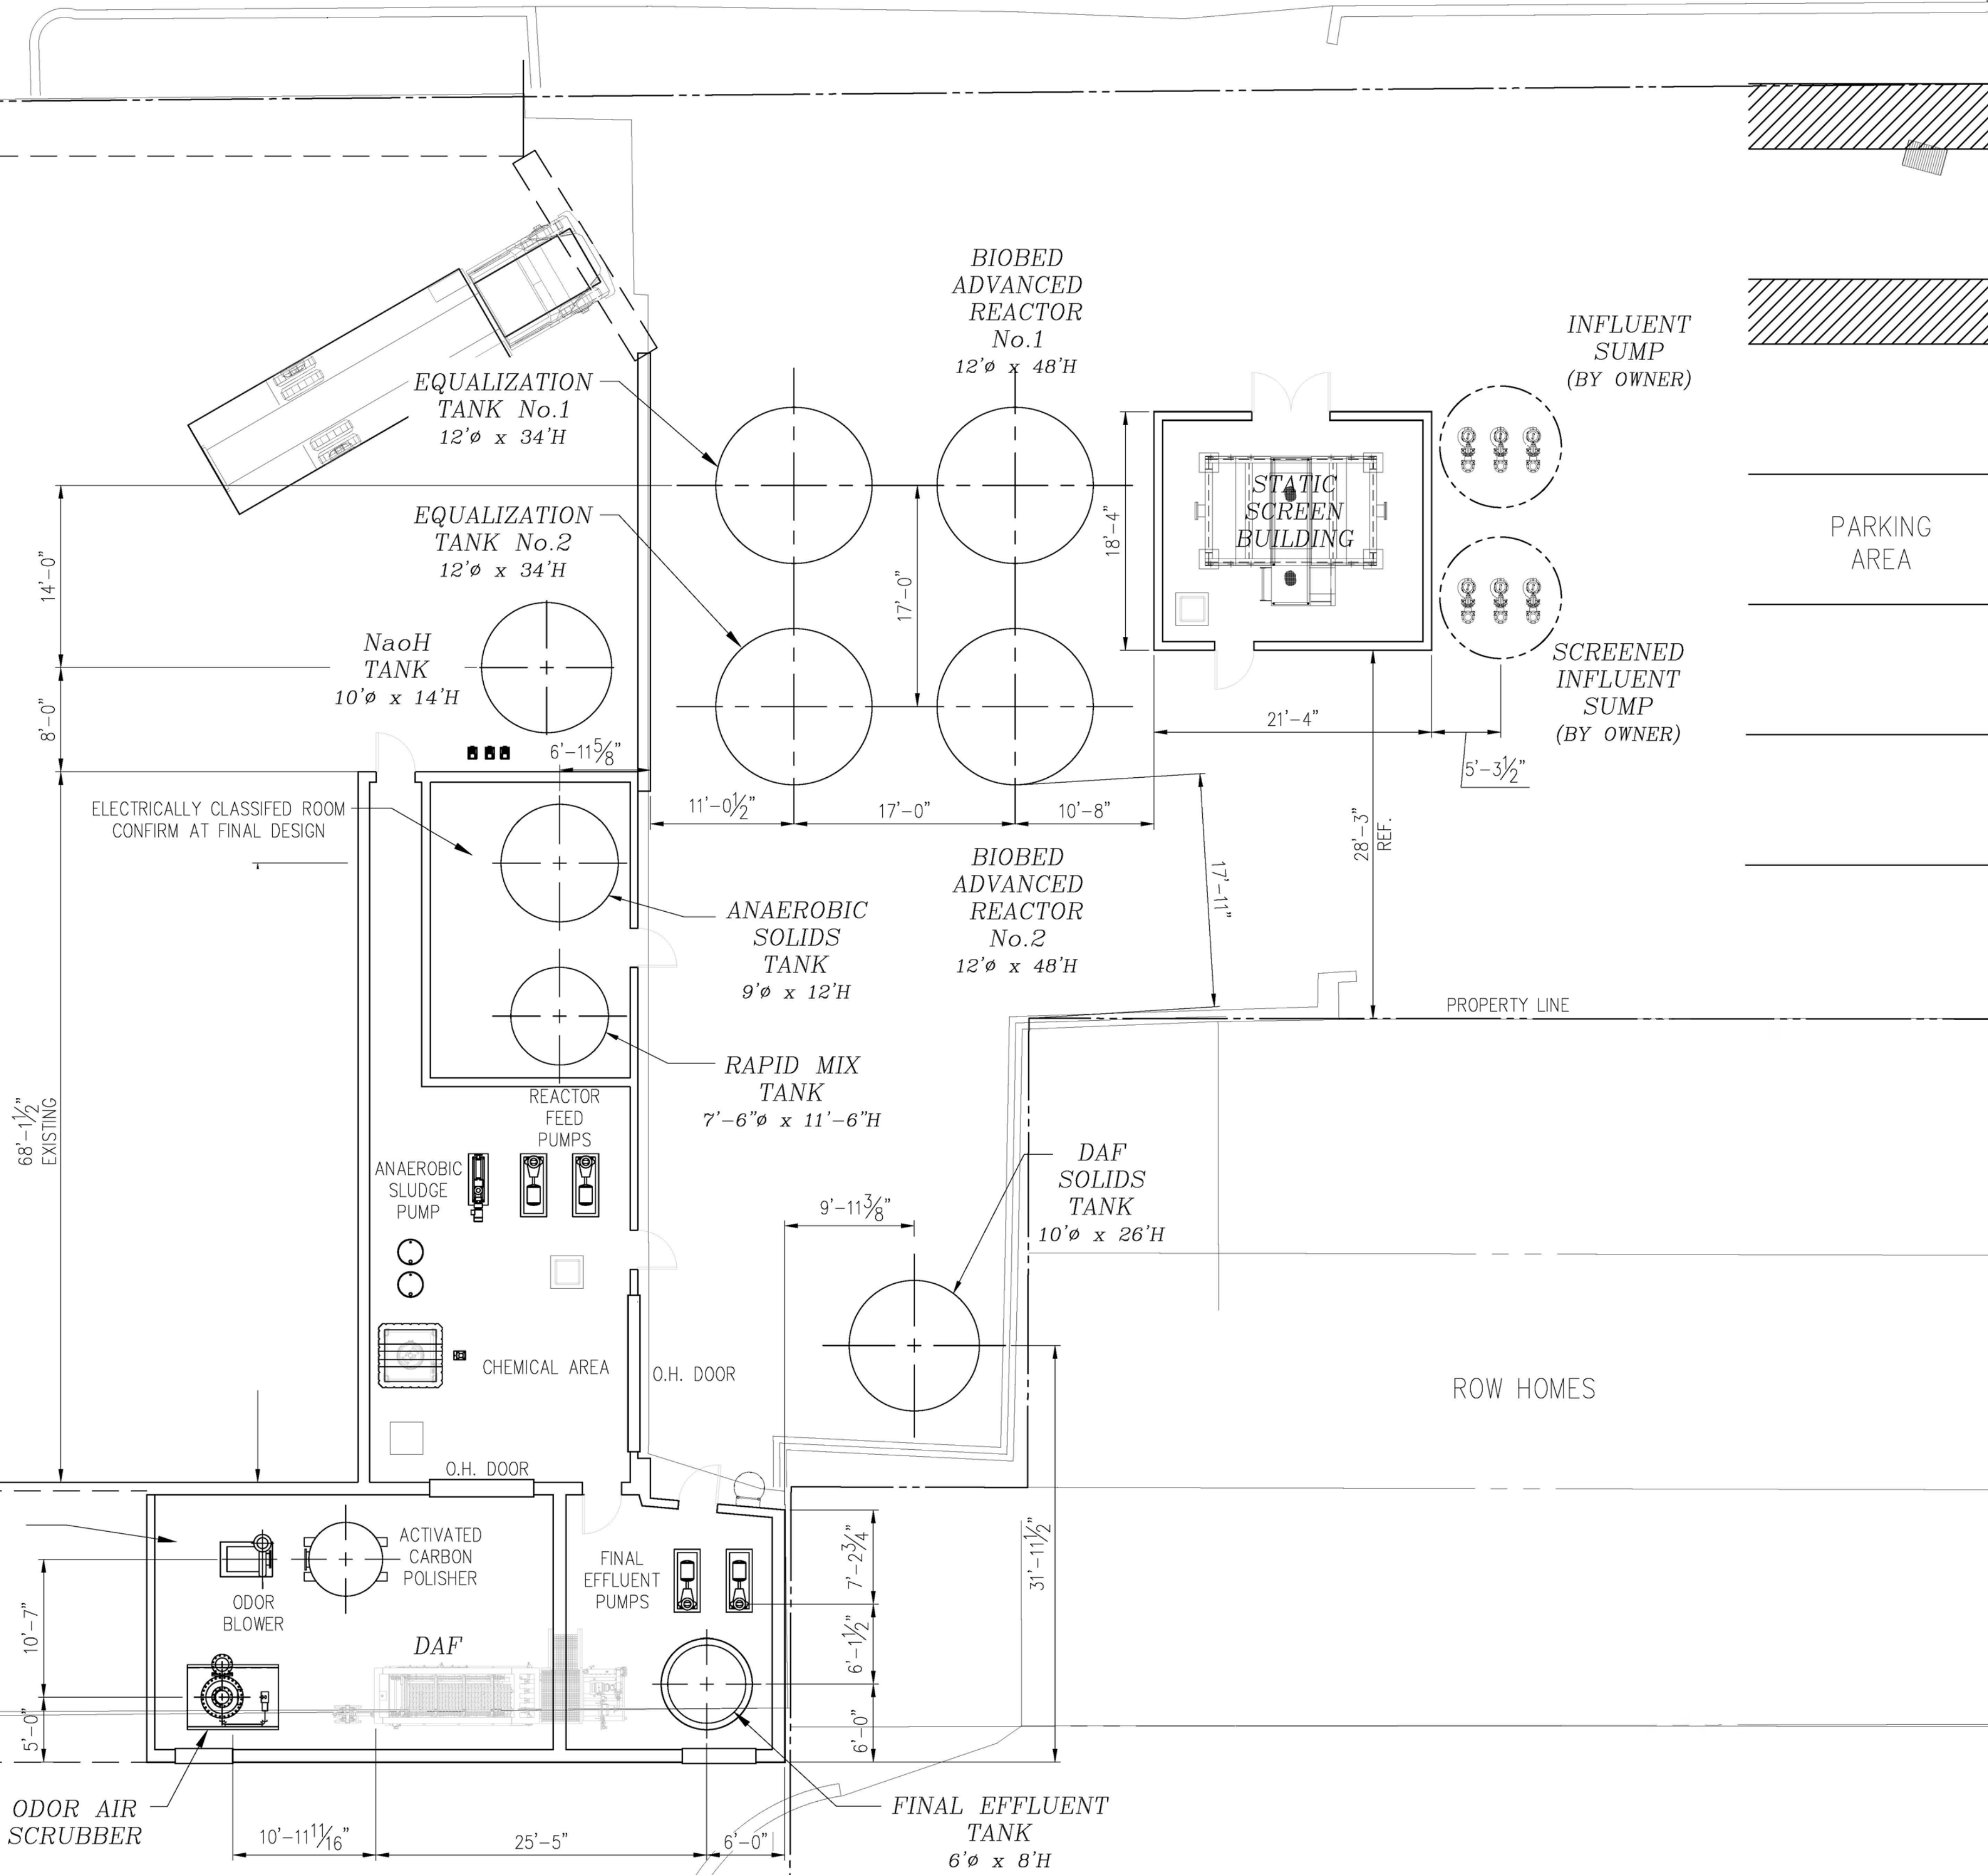 BIOBED
ADVANCED
REACTOR
No.1
12'ø x 48'H
INFLUENT
SUMP
(BY OWNER)
EQUALIZATION
TANK No.1
12'ø x 34'H
EQUALIZATION
TANK No.2
12'ø x 34'H
STATIC
SCREEN
BUILDING
PARKING
AREA
14'-0"
17'-0"
18'-4"
NaoH
TANK
10'ø x 14'H
8'-0"
SCREENED
INFLUENT
SUMP
(BY OWNER)
21'-4"
5'-3½"
6'-11⅝"
11'-0½"
17'-0"
10'-8"
ELECTRICALLY CLASSIFED ROOM
CONFIRM AT FINAL DESIGN
28'-3"
REF.
17'-11"
BIOBED
ADVANCED
REACTOR
No.2
12'ø x 48'H
ANAEROBIC
SOLIDS
TANK
9'ø x 12'H
PROPERTY LINE
RAPID MIX
TANK
7'-6"ø x 11'-6"H
68'-1½"
EXISTING
REACTOR
FEED
PUMPS
ANAEROBIC
SLUDGE
PUMP
DAF
SOLIDS
TANK
10'ø x 26'H
9'-11⅜"
CHEMICAL AREA
O.H. DOOR
ROW HOMES
O.H. DOOR
ACTIVATED
CARBON
POLISHER
ODOR
BLOWER
FINAL
EFFLUENT
PUMPS
7'-2¾"
31'-11½"
6'-1½"
6'-0"
10'-7"
5'-0"
DAF
ODOR AIR
SCRUBBER
10'-11 11/16"
25'-5"
6'-0"
FINAL EFFLUENT
TANK
6'ø x 8'H